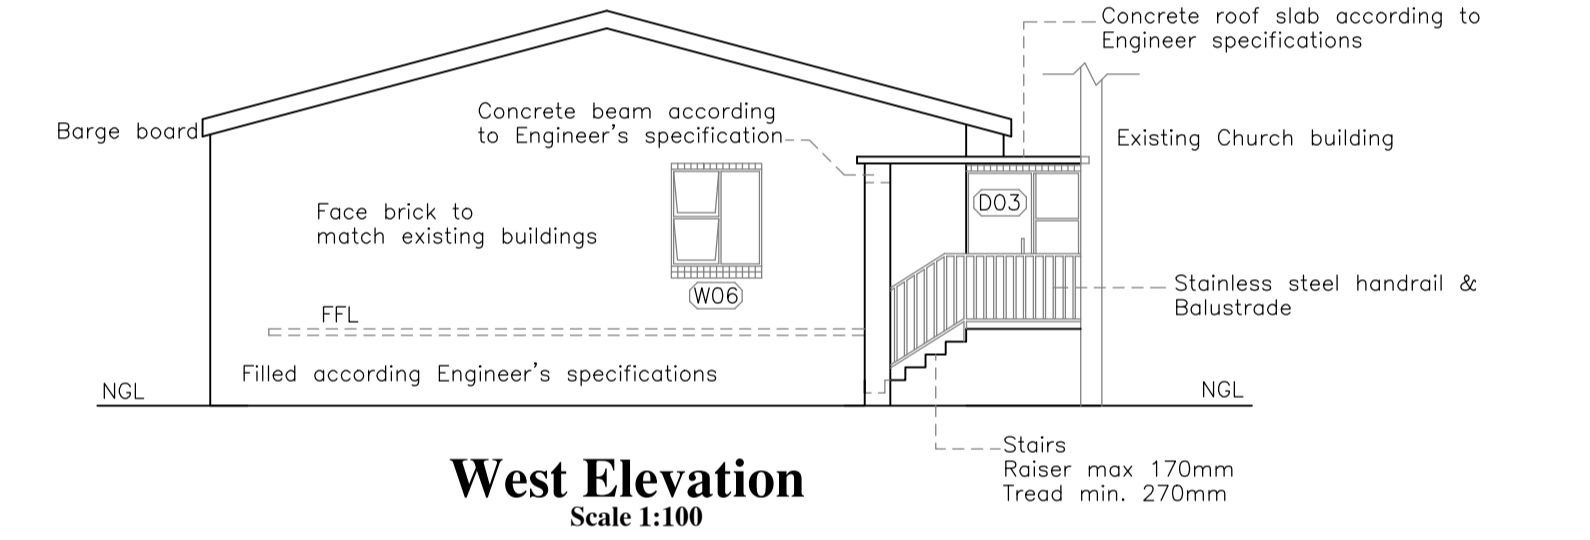 Concrete roof slab according to
Engineer specifications
Concrete beam according
to Engineer's specification
Barge board
Existing Church building
Face brick to
match existing buildings
D03
W06
Stainless steel handrail &
Balustrade
FFL
Filled according Engineer's specifications
NGL
NGL
Stairs
Raiser max 170mm
Tread min. 270mm
West Elevation
Scale 1:100